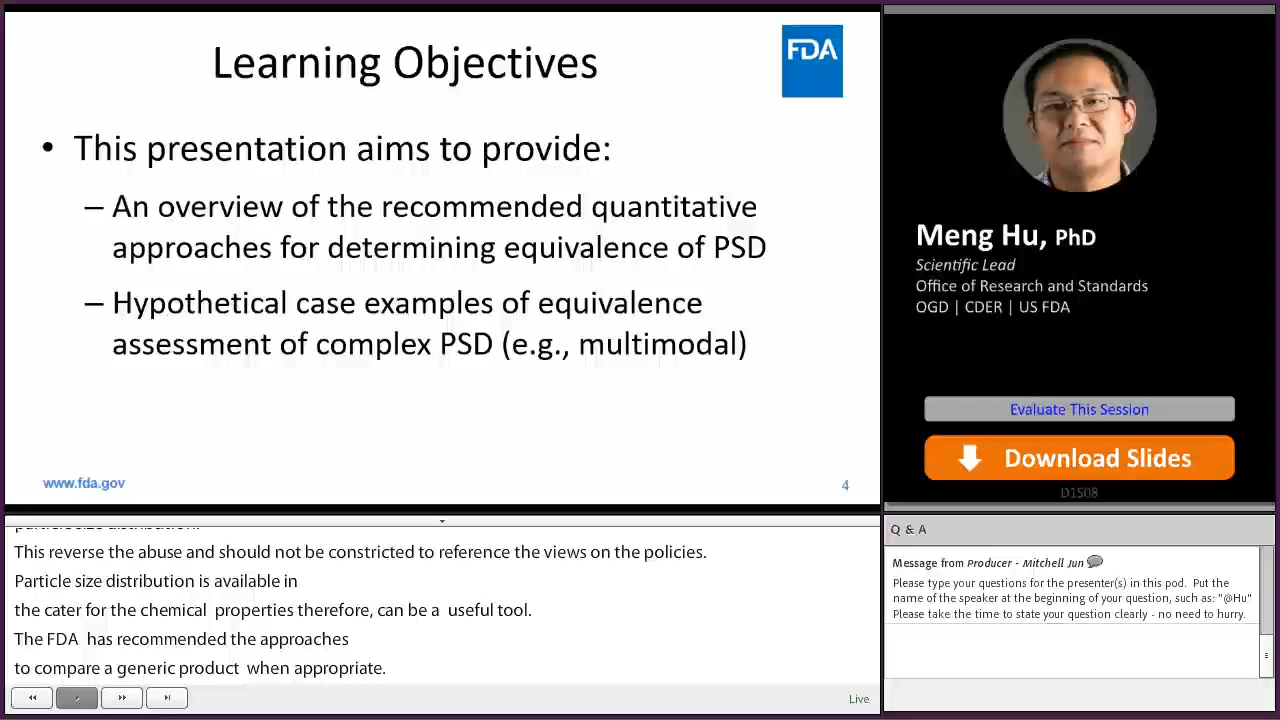 Learning Objectives
FDA
• This presentation aims to provide:
– An overview of the recommended quantitative
approaches for determining equivalence of PSD
– Hypothetical case examples of equivalence
assessment of complex PSD (e.g., multimodal)
www.fda.gov
4
Meng Hu, PhD
Scientific Lead
Office of Research and Standards
OGD | CDER | US FDA
Evaluate This Session
Download Slides
D1S08
This reverse the abuse and should not be constricted to reference the views on the policies.
Particle size distribution is available in
the cater for the chemical properties therefore, can be a useful tool.
The FDA has recommended the approaches
to compare a generic product when appropriate.
Live
Q & A
Message from Producer - Mitchell Jun
Please type your questions for the presenter(s) in this pod. Put the
name of the speaker at the beginning of your question, such as: "@Hu"
Please take the time to state your question clearly - no need to hurry.